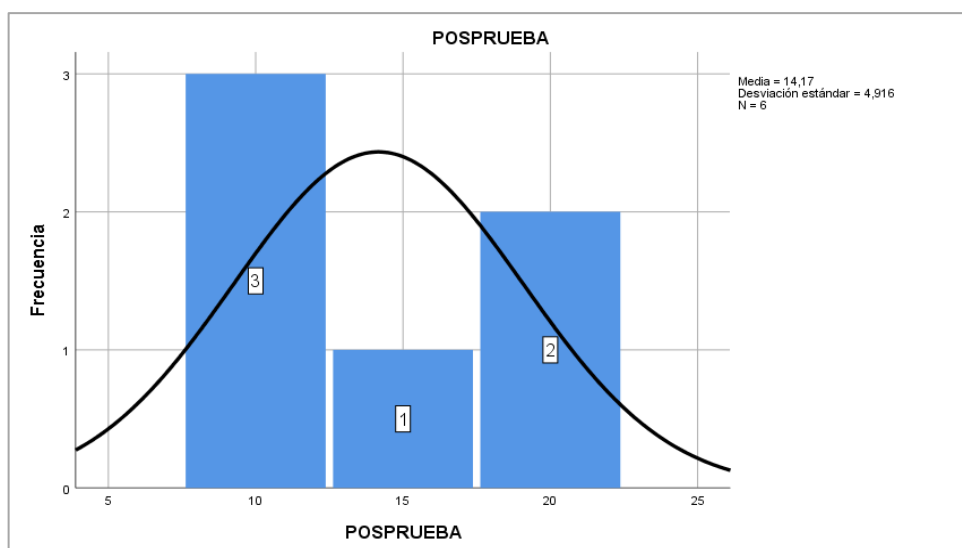 POSPRUEBA
Media = 14,17
Desviación estándar = 4,916
N = 6
Frecuencia
3
2
1
0
3
1
2
5
10
15
20
25
POSPRUEBA